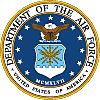 DEPARTMENT OF THE AIR FORCE
MCMXLVII
UNITED STATES OF AMERICA